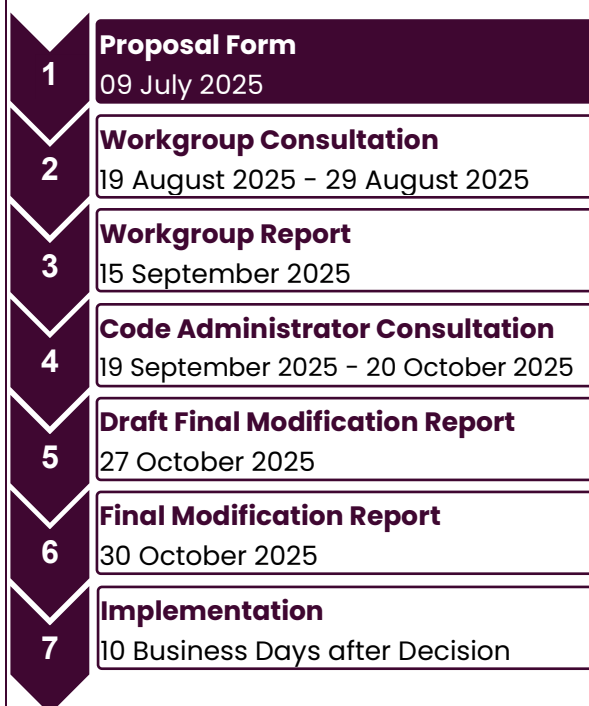 1
Proposal Form
09 July 2025
2
Workgroup Consultation
19 August 2025 - 29 August 2025
3
Workgroup Report
15 September 2025
4
Code Administrator Consultation
19 September 2025 - 20 October 2025
5
Draft Final Modification Report
27 October 2025
6
Final Modification Report
30 October 2025
7
Implementation
10 Business Days after Decision